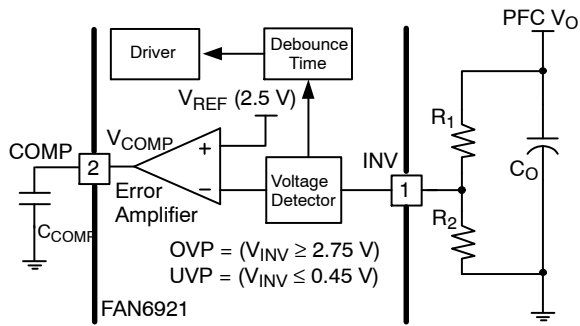 PFC VO
Driver
Debounce
Time
VREF (2.5 V)
R1
VCOMP
COMP
2
+
INV
1
CO
Error
Amplifier
−
Voltage
Detector
R2
CCOMP
OVP = (VINV ≥ 2.75 V)
UVP = (VINV ≤ 0.45 V)
FAN6921